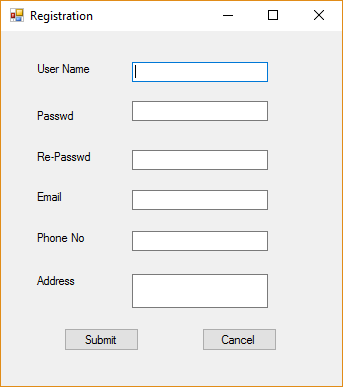 Registration
User Name
Passwd
Re-Passwd
Email
Phone No
Address
Submit Cancel